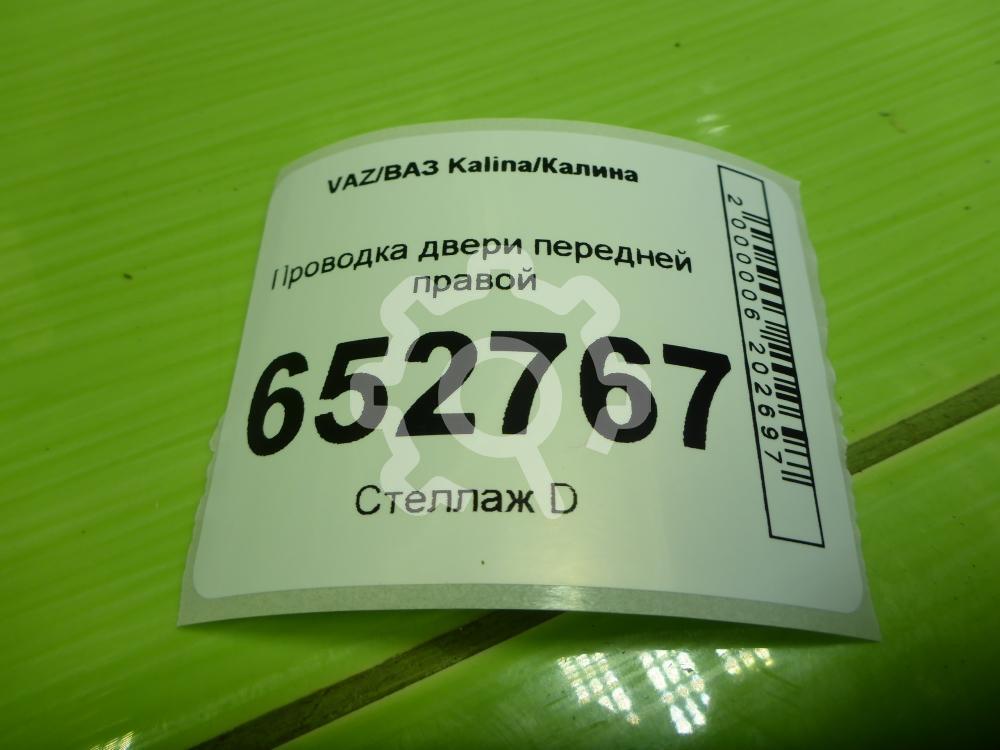 VAZ/ВАЗ Kalina/Калина
Проводка двери передней
правой
652767
Стеллаж D
2000006202697